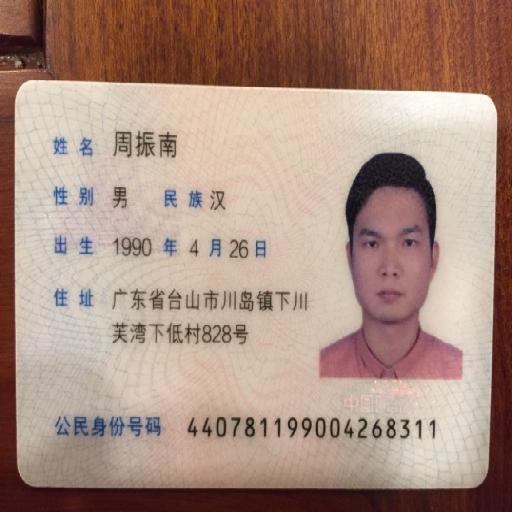 姓名 周振南
性别 男 民族 汉
出生 1990 年 4 月 26 日
住址 广东省台山市川岛镇下川
芙湾下低村828号
公民身份号码 440781199004268311